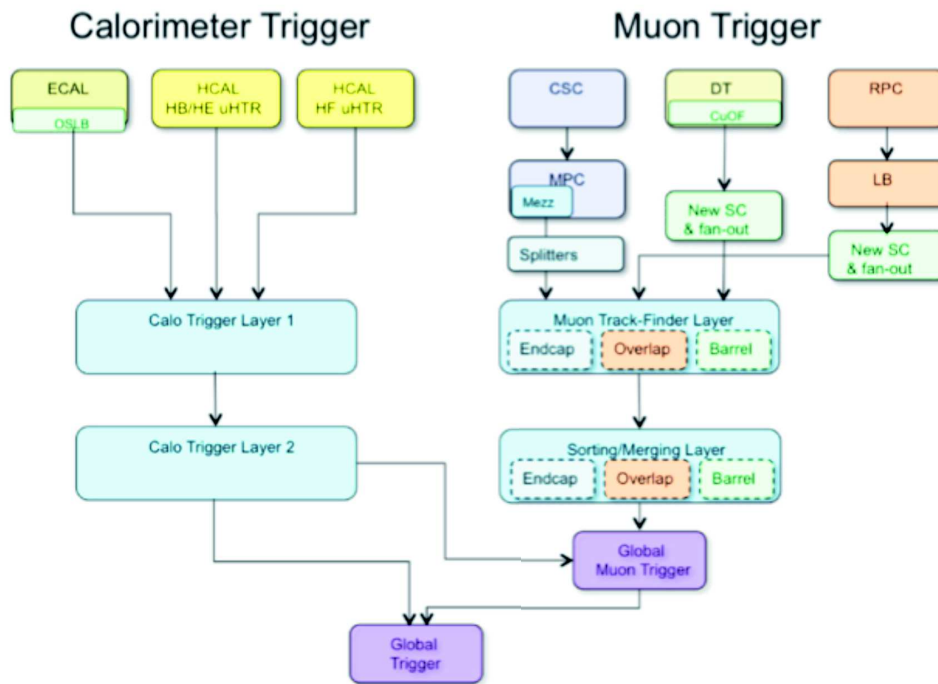 Calorimeter Trigger
Muon Trigger
ECAL
OSLB
HCAL
HB/HE uHTR
HCAL
HF uHTR
CSC
DT
CuOF
RPC
MPC
Mezz
LB
New SC
& fan-out
Splitters
New SC
& fan-out
Calo Trigger Layer 1
Muon Track-Finder Layer
Endcap
Overlap
Barrel
Calo Trigger Layer 2
Sorting/Merging Layer
Endcap
Overlap
Barrel
Global
Muon Trigger
Global
Trigger